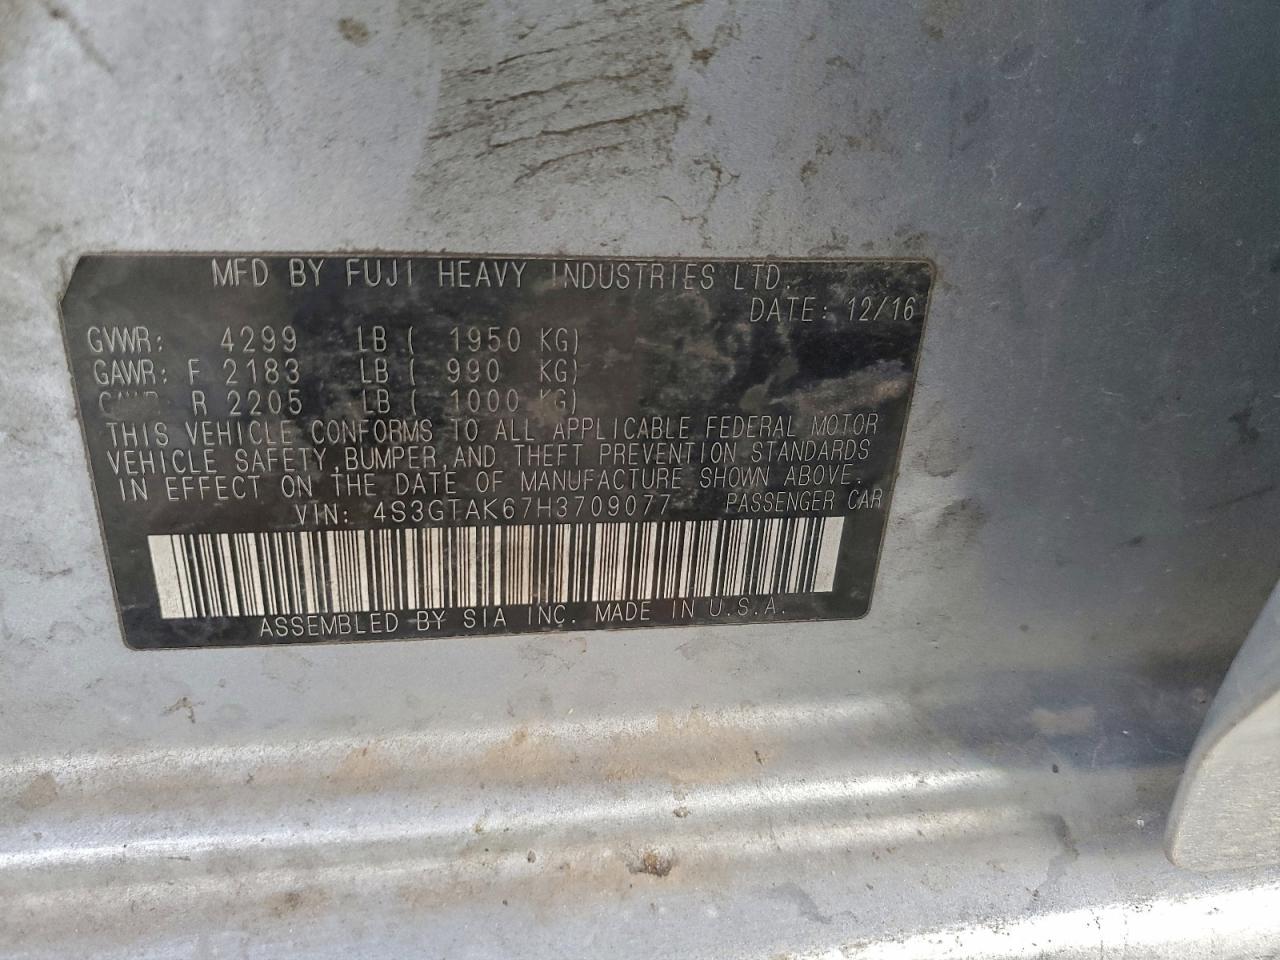 MFD BY FUJI HEAVY INDUSTRIES LTD.
DATE: 12/16
GVWR: 4299 LB ( 1950 KG)
GAWR: F 2183 LB ( 990 KG)
GAWR: R 2205 LB ( 1000 KG)
THIS VEHICLE CONFORMS TO ALL APPLICABLE FEDERAL MOTOR
VEHICLE SAFETY,BUMPER,AND THEFT PREVENTION STANDARDS
IN EFFECT ON THE DATE OF MANUFACTURE SHOWN ABOVE.
VIN: 4S3GTAK67H3709077 PASSENGER CAR
ASSEMBLED BY SIA INC. MADE IN U.S.A.